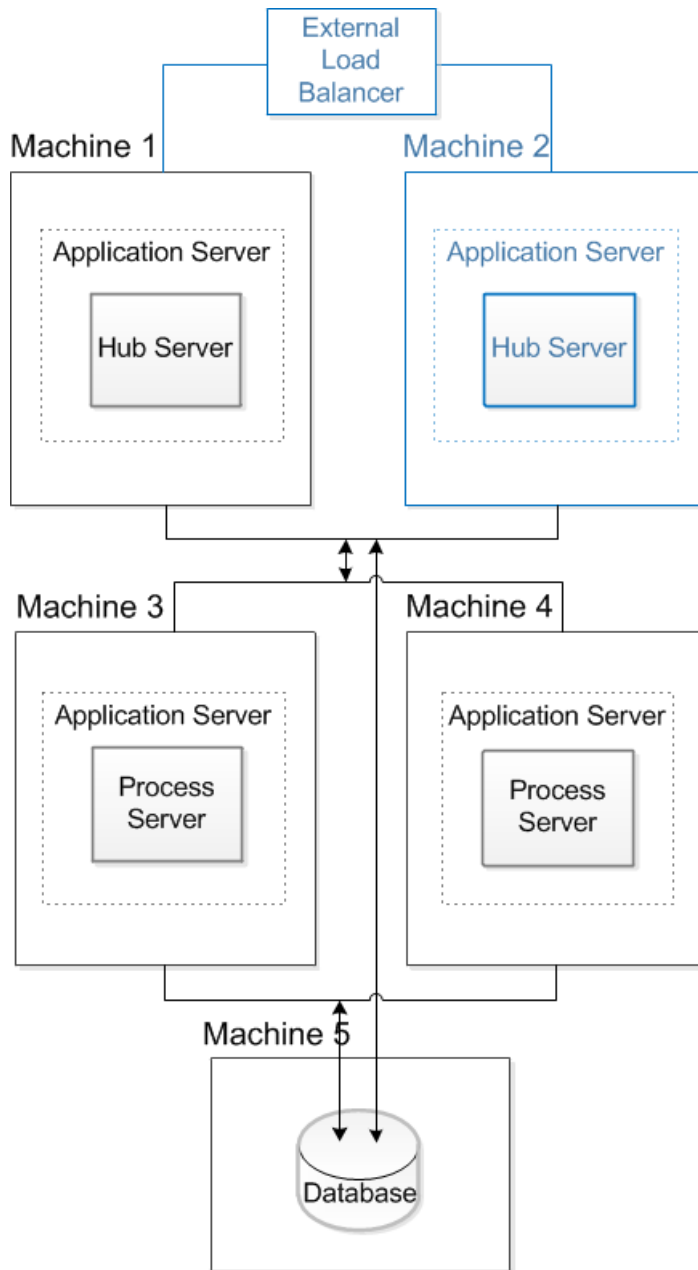 External
Load
Balancer
Machine 1
Machine 2
Application Server
Hub Server
Application Server
Hub Server
Machine 3
Machine 4
Application Server
Process
Server
Application Server
Process
Server
Machine 5
Database